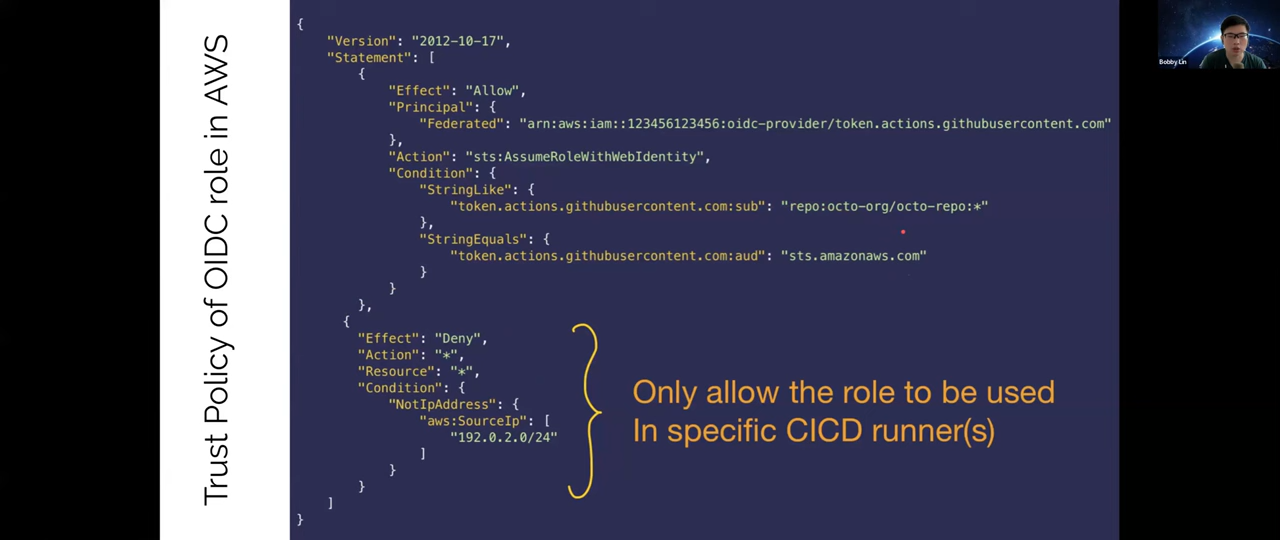 Trust Policy of OIDC role in AWS
{
"Version": "2012-10-17",
"Statement": [
{
"Effect": "Allow",
"Principal": {
"Federated": "arn:aws:iam::123456123456:oidc-provider/token.actions.githubusercontent.com"
},
"Action": "sts:AssumeRoleWithWebIdentity",
"Condition": {
"StringLike": {
"token.actions.githubusercontent.com:sub": "repo:octo-org/octo-repo:*"
},
"StringEquals": {
"token.actions.githubusercontent.com:aud": "sts.amazonaws.com"
}
}
},
{
"Effect": "Deny",
"Action": "*",
"Resource": "*",
"Condition": {
"NotIpAddress": {
"aws:SourceIp": [
"192.0.2.0/24"
]
}
}
]
}
Only allow the role to be used
In specific CICD runner(s)
Bobby Lin